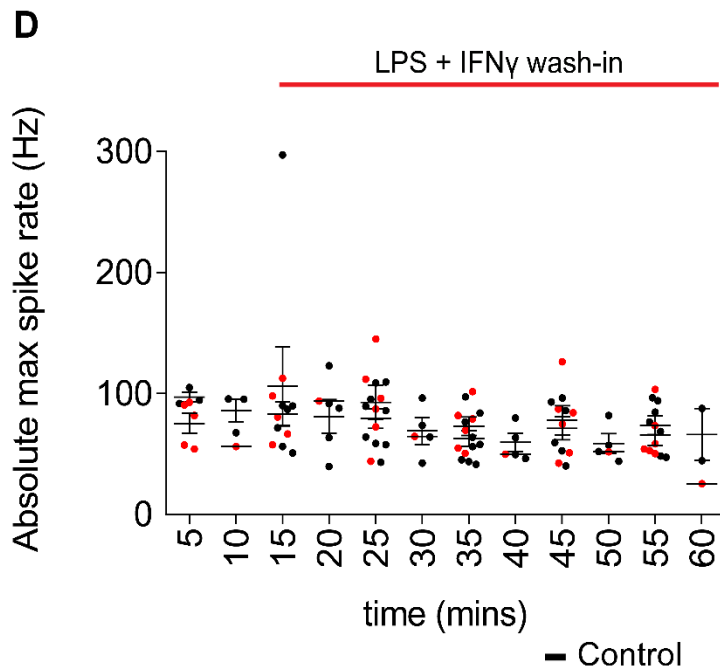 D
LPS + IFNγ wash-in
Absolute max spike rate (Hz)
300
200
100
0
5 10 15 20 25 30 35 40 45 50 55 60
time (mins)
Control